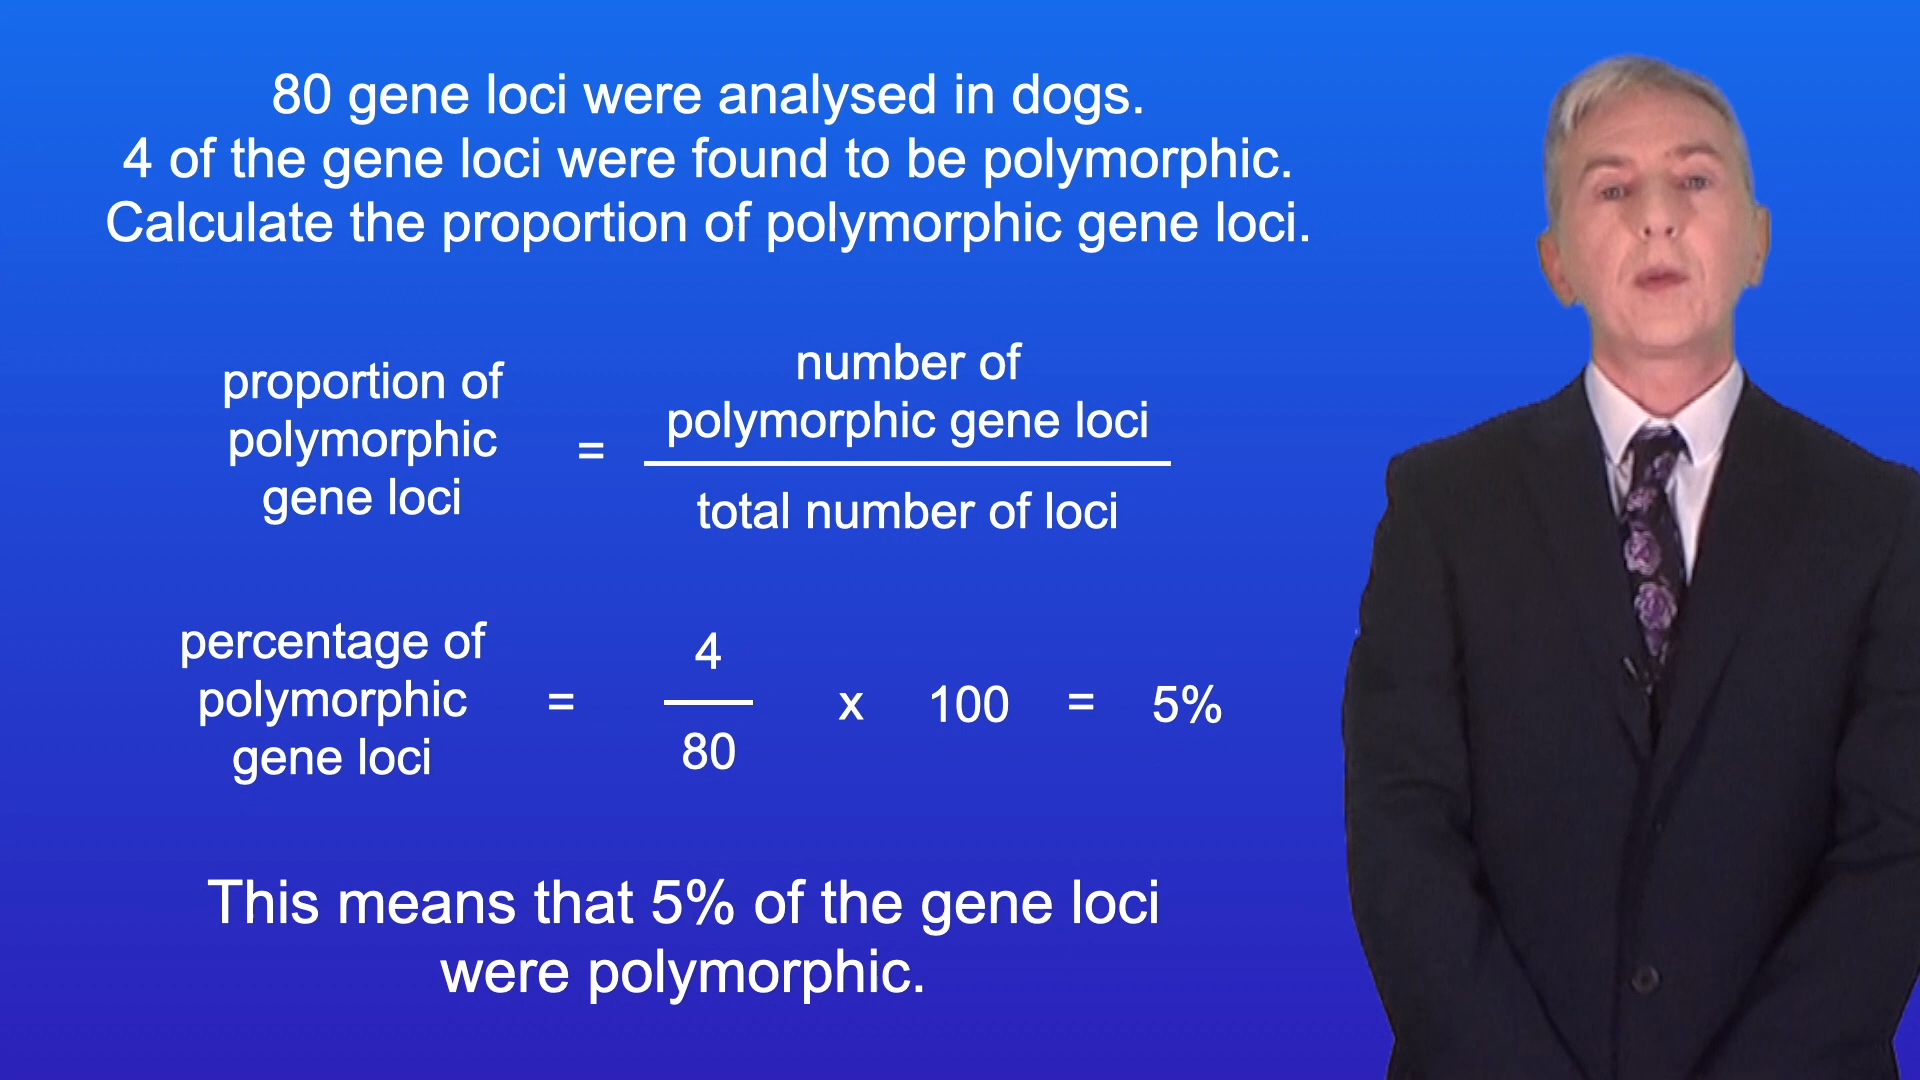 80 gene loci were analysed in dogs.
4 of the gene loci were found to be polymorphic.
Calculate the proportion of polymorphic gene loci.
proportion of
polymorphic
gene loci
=
number of
polymorphic gene loci
total number of loci
percentage of
polymorphic
gene loci
=
4
80
x 100 = 5%
This means that 5% of the gene loci
were polymorphic.